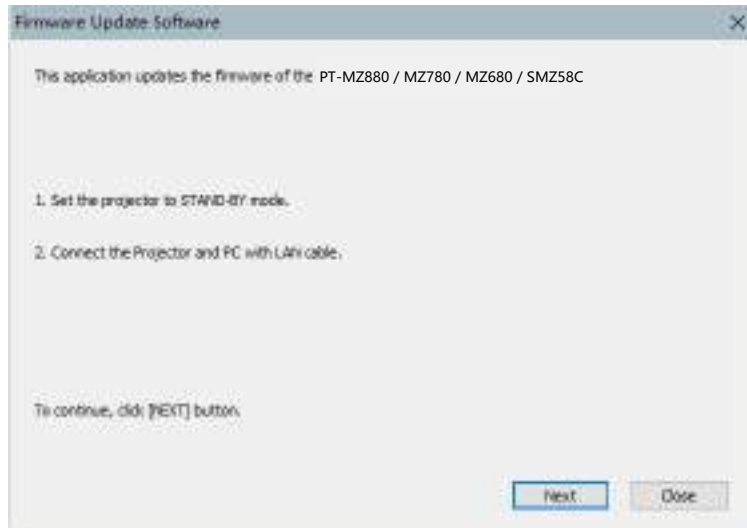 Firmware Update Software
This application updates the firmware of the PT-MZ880 / MZ780 / MZ680 / SMZ58C
1. Set the projector to STAND-BY mode.
2. Connect the Projector and PC with LAN cable.
To continue, click [NEXT] button.
Next Close